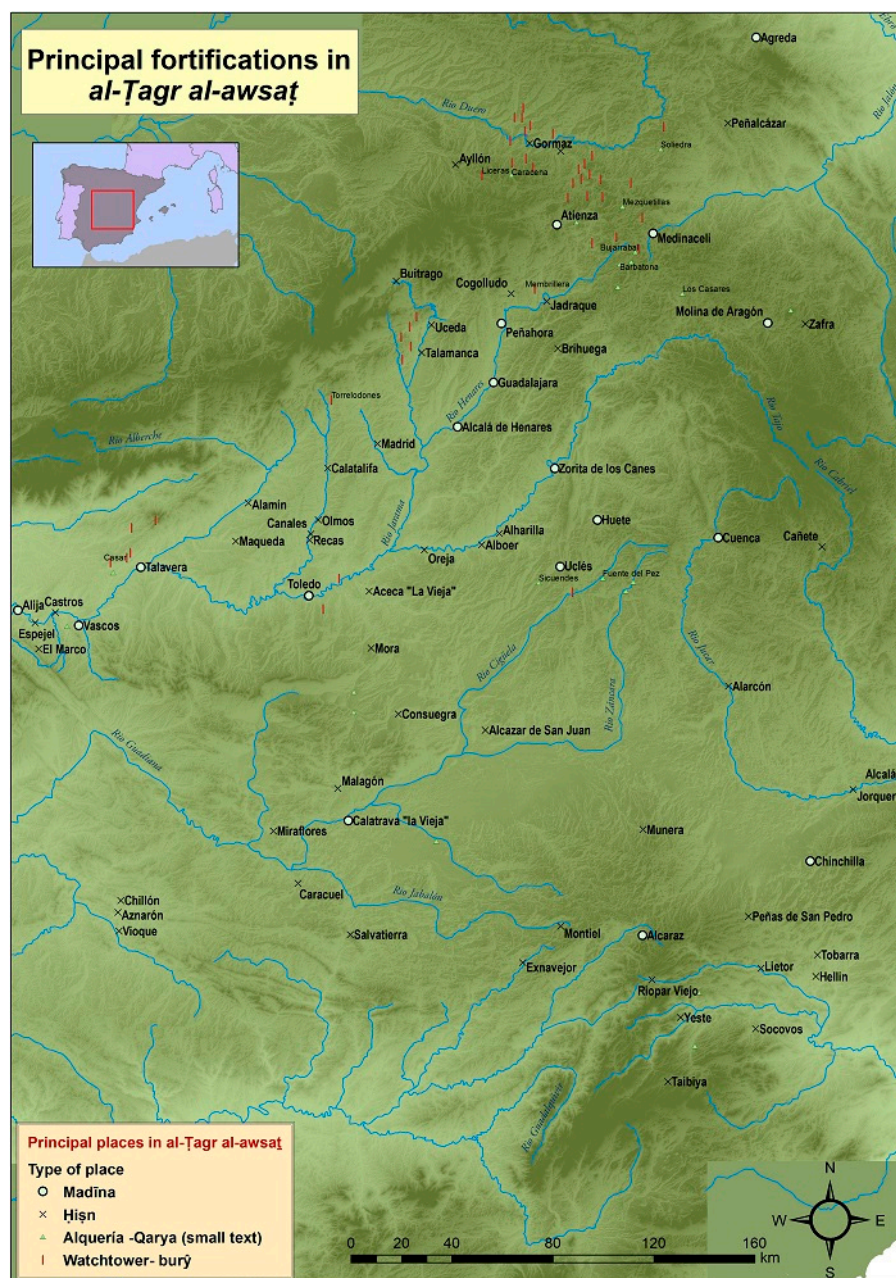 Principal fortifications in
al-Ṭagr al-awsaṭ
Agreda
Río Duero
Peñalcázar
Gormaz
Soliedra
Ayllón
Liceras
Caracena
Mezquetillas
Atienza
Medinaceli
Bujarrabal
Barbatona
Buitrago
Cogolludo
Membrillera
Jadraque
Los Casares
Molina de Aragón
Zafra
Uceda
Peñahora
Talamanca
Brihuega
Guadalajara
Río Henares
Torrelodones
Río Tajo
Alcalá de Henares
Río Alberche
Madrid
Calatalifa
Zorita de los Canes
Río Cabriel
Alamin
Canales
Olmos
Río Jarama
Alharilla
Huete
Maqueda
Recas
Alboer
Cuenca
Cañete
Casar
Talavera
Oreja
Uclés
Sicuendes
Fuente del Pez
Toledo
Aceca "La Vieja"
Alija
Castros
Espejel
Vascos
El Marco
Mora
Río Cigüela
Río Júcar
Río Záncara
Alarcón
Consuegra
Alcazar de San Juan
Río Guadiana
Malagón
Alcalá
Jorquer
Miraflores
Calatrava "la Vieja"
Munera
Chinchilla
Caracuel
Río Jabalón
Chillón
Aznarón
Vioque
Peñas de San Pedro
Salvatierra
Montiel
Alcaraz
Tobarra
Exnavejor
Lietor
Hellin
Riopar Viejo
Yeste
Socovos
Taibiya
Principal places in al-Ṭagr al-awsaṭ
Type of place
Madīna
Ḥiṣn
Alquería -Qarya (small text)
Watchtower- burŷ
N
W
E
S
0
40
80
120
160
km